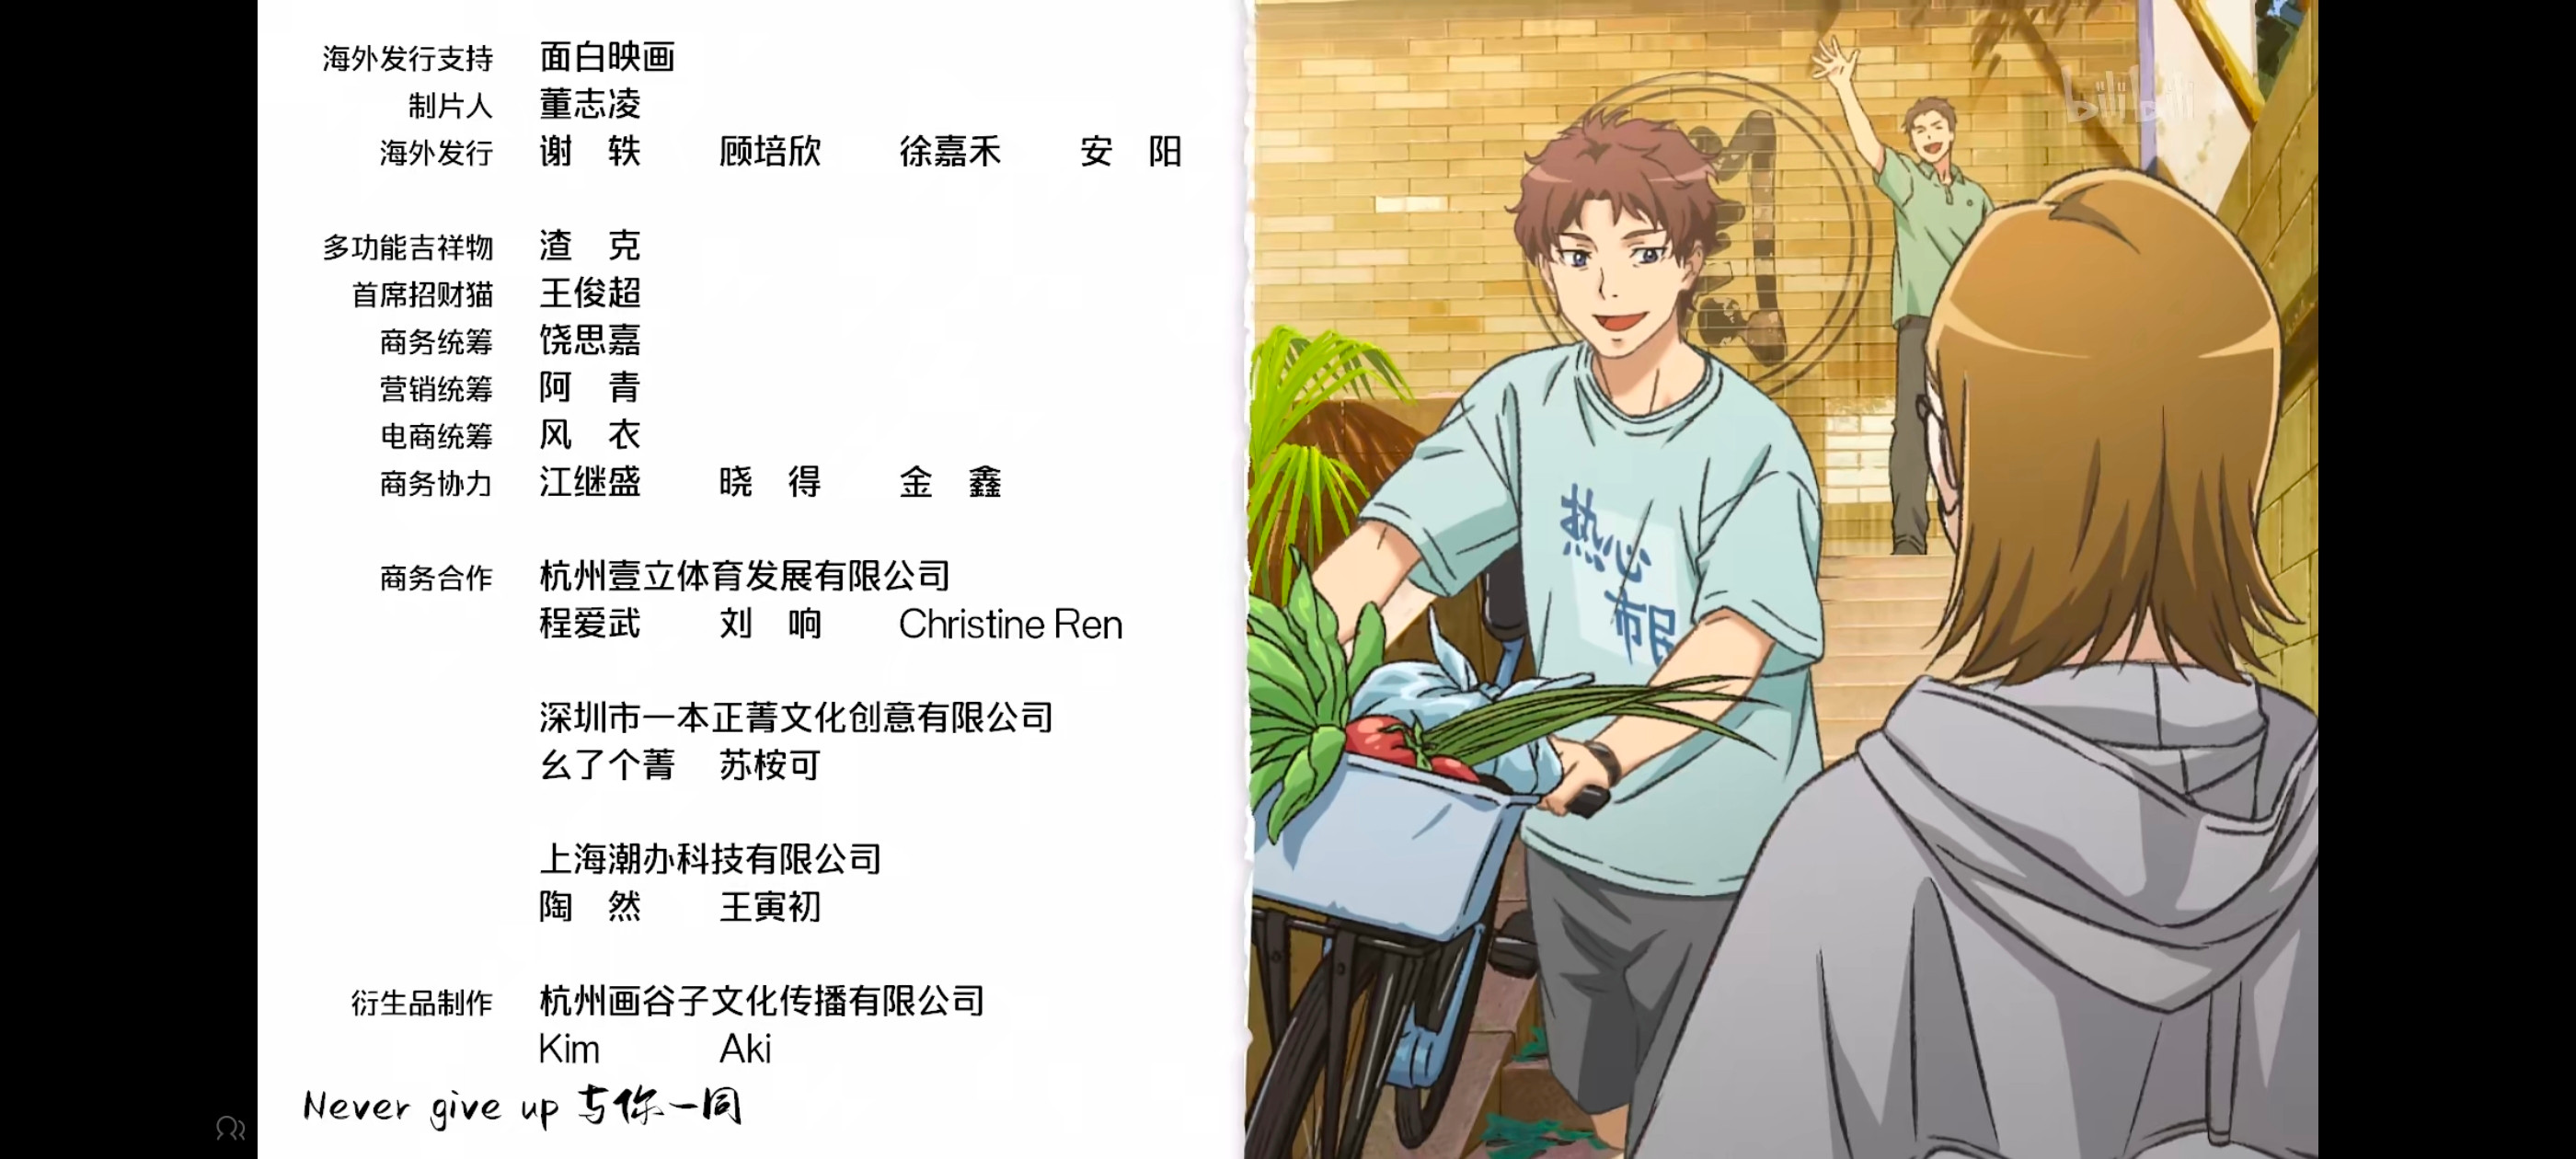 海外发行支持 面白映画
制片人 董志凌
海外发行 谢 轶 顾培欣 徐嘉禾 安 阳
多功能吉祥物 渣 克
首席招财猫 王俊超
商务统筹 饶思嘉
营销统筹 阿 青
电商统筹 风 衣
商务协力 江继盛 晓 得 金 鑫
商务合作 杭州壹立体育发展有限公司
程爱武 刘 响 Christine Ren
深圳市一本正菁文化创意有限公司
幺了个菁 苏桉可
上海潮办科技有限公司
陶 然 王寅初
衍生品制作 杭州画谷子文化传播有限公司
Kim Aki
Never give up 与你一同
bilibili
热心
市民